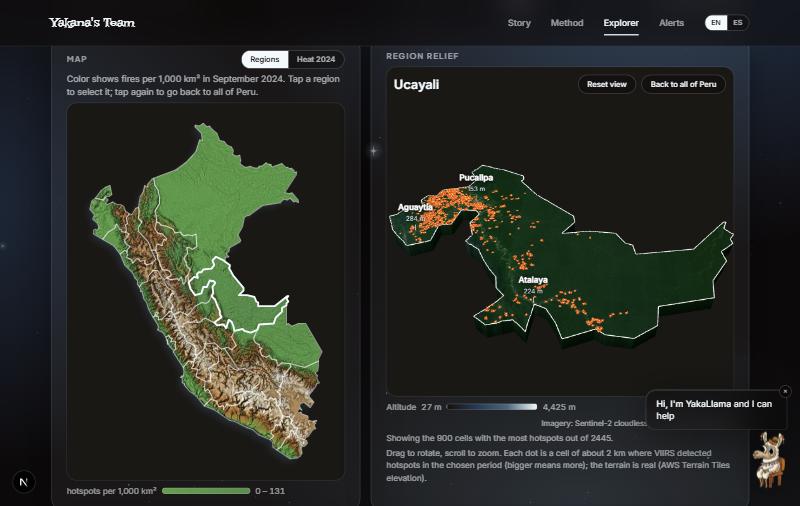 Yakana's Team
Story Method Explorer Alerts EN ES
MAP
Regions Heat 2024
Color shows fires per 1,000 km² in September 2024. Tap a region
to select it; tap again to go back to all of Peru.
hotspots per 1,000 km² 0 – 131
REGION RELIEF
Ucayali
Reset view Back to all of Peru
Pucallpa
153 m
Aguaytía
284 m
Atalaya
224 m
Altitude 27 m 4,425 m
Imagery: Sentinel-2 cloudless
Showing the 900 cells with the most hotspots out of 2445.
Drag to rotate, scroll to zoom. Each dot is a cell of about 2 km where VIIRS detected
hotspots in the chosen period (bigger means more); the terrain is real (AWS Terrain Tiles
elevation).
Hi, I'm YakaLlama and I can
help
N